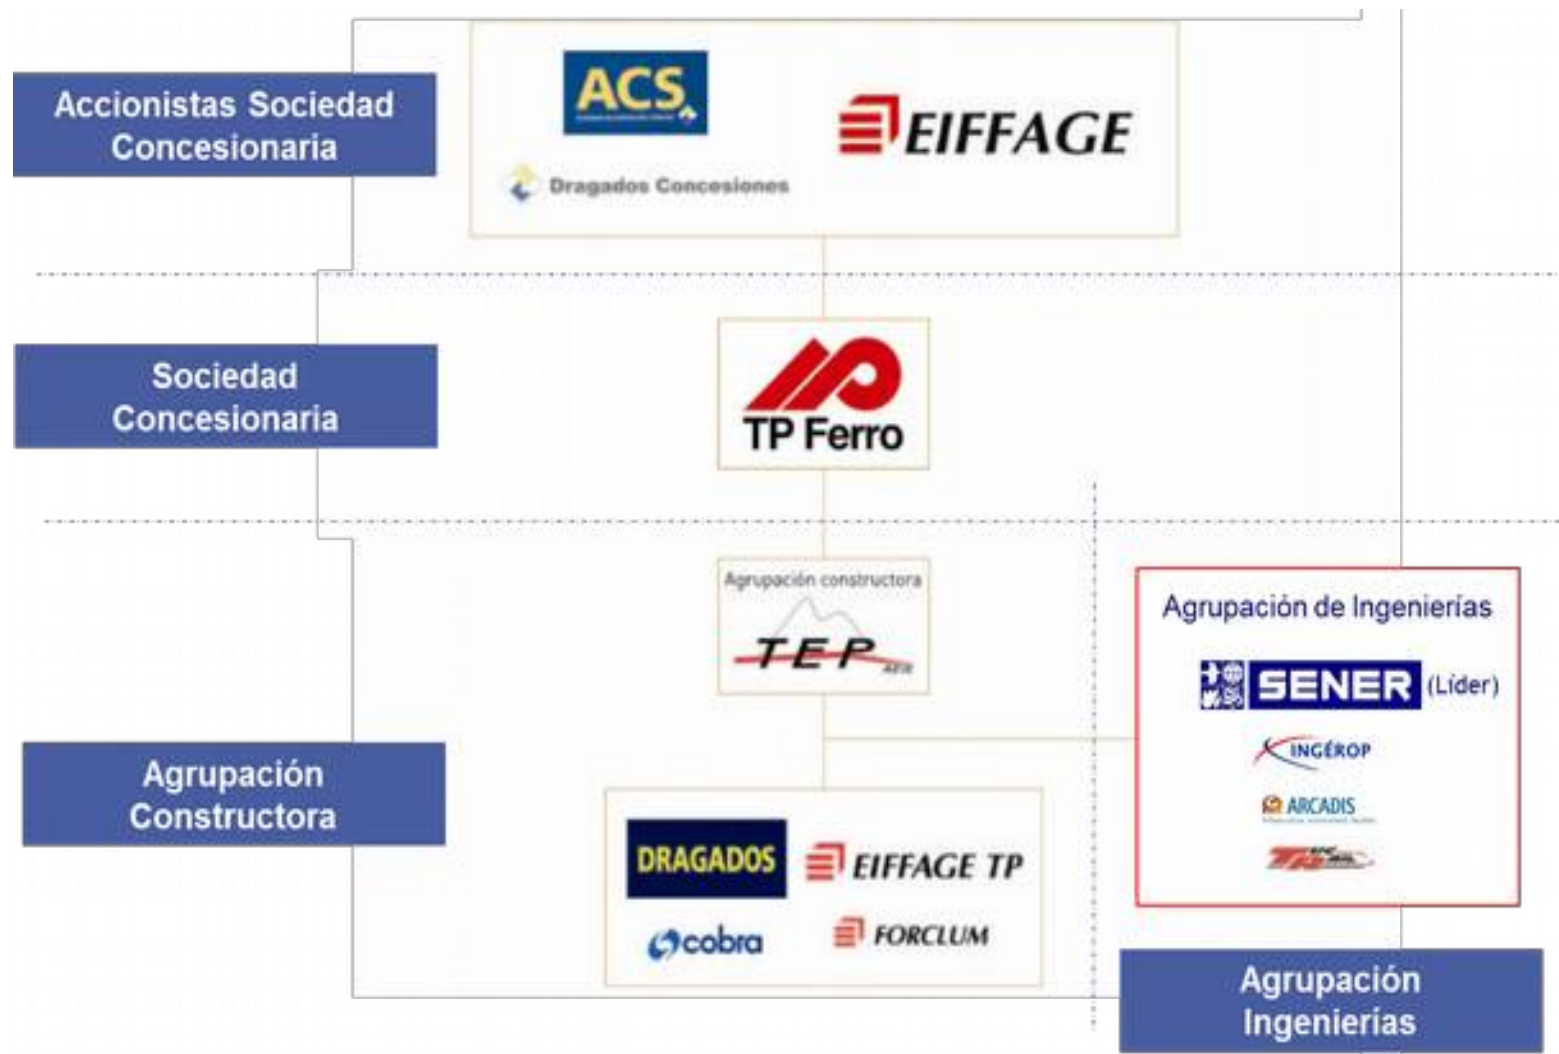 Accionistas Sociedad
Concesionaria
ACS
Dragados Concesiones
EIFFAGE
Sociedad
Concesionaria
TP Ferro
Agrupación constructora
TEP
AEIE
Agrupación
Constructora
DRAGADOS
EIFFAGE TP
cobra
FORCLUM
Agrupación de Ingenierías
SENER (Líder)
INGÉROP
ARCADIS
Agrupación
Ingenierías